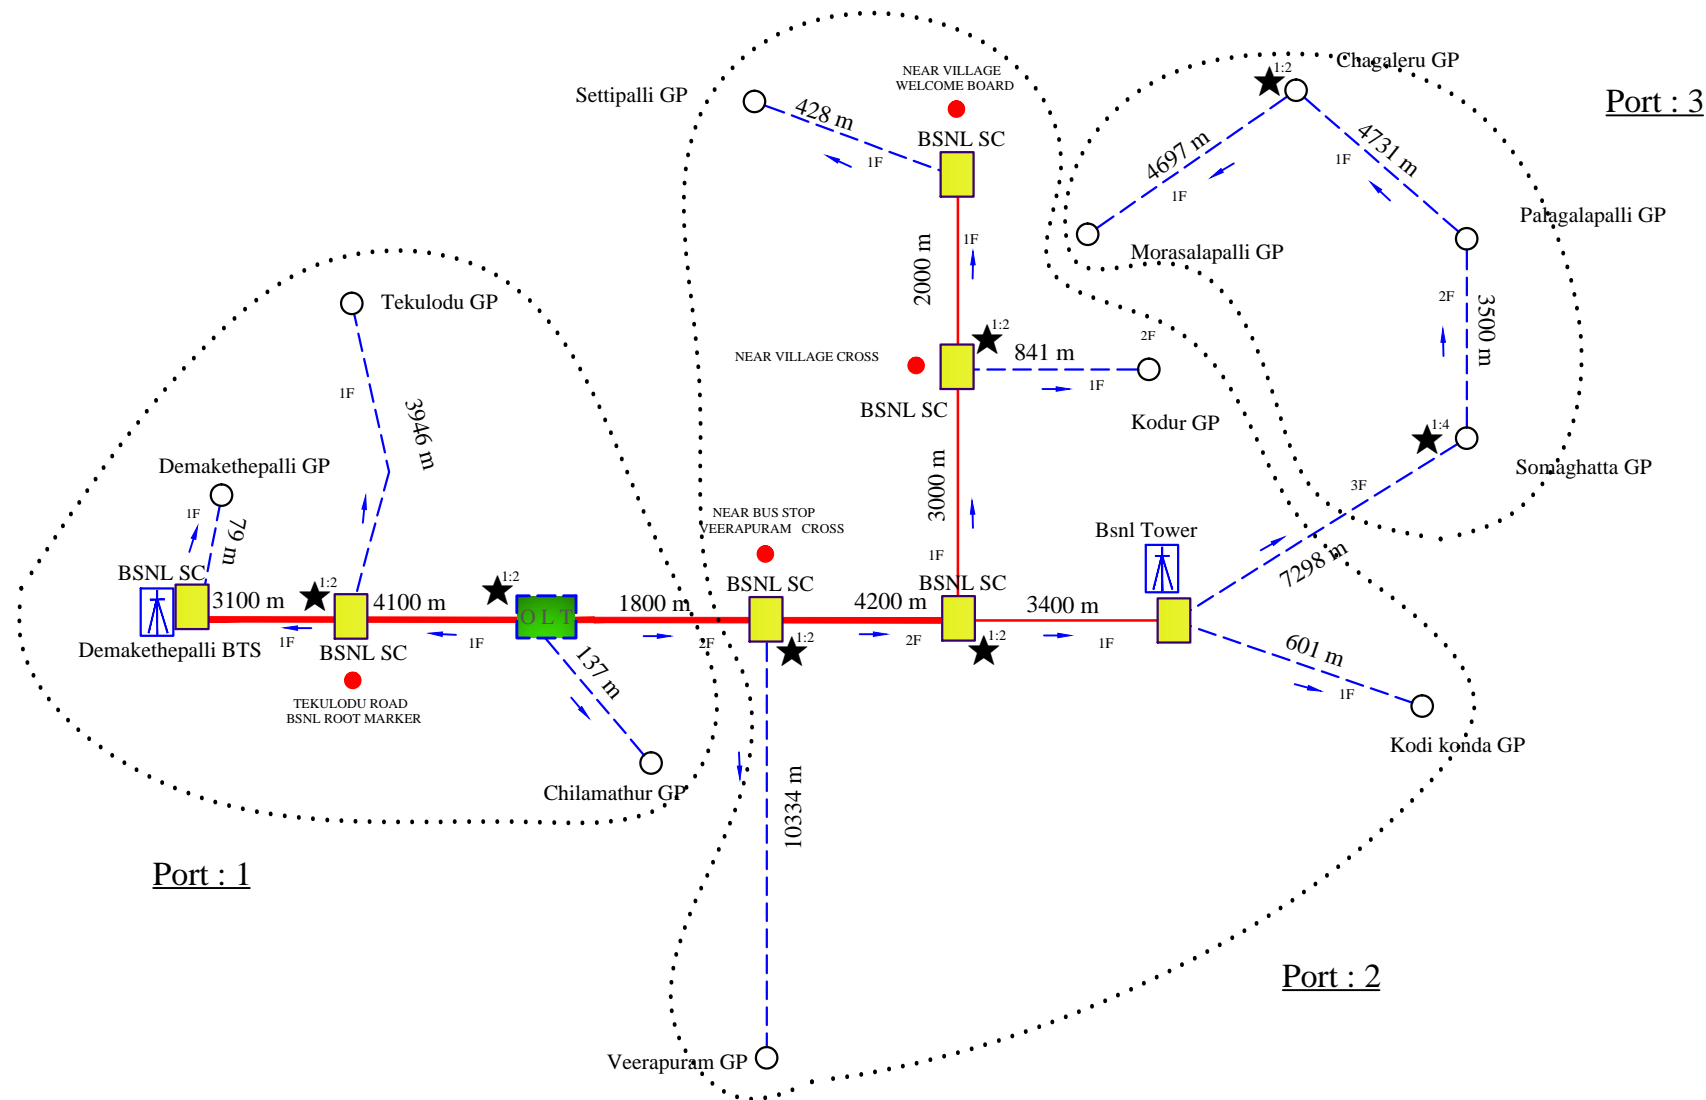 Chagaleru GP
1:2
Port : 3
NEAR VILLAGE
WELCOME BOARD
Settipalli GP
428 m
1F
BSNL SC
4697 m
1F
4731 m
1F
Palagalapalli GP
Morasalapalli GP
2000 m
1F
2F
3500 m
Tekulodu GP
1F
3946 m
NEAR VILLAGE CROSS
1:2
841 m
2F
1F
BSNL SC
Kodur GP
1:4
Somaghatta GP
Demakethepalli GP
1F
79 m
3000 m
1F
3F
7298 m
NEAR BUS STOP
VEERAPURAM CROSS
Bsnl Tower
BSNL SC
3100 m
1F
1:2
4100 m
1F
1:2
O L T
1800 m
2F
BSNL SC
1:2
4200 m
2F
BSNL SC
1:2
3400 m
1F
601 m
1F
Demakethepalli BTS
BSNL SC
TEKULODU ROAD
BSNL ROOT MARKER
137 m
Chilamathur GP
Kodi konda GP
10334 m
Port : 1
Port : 2
Veerapuram GP